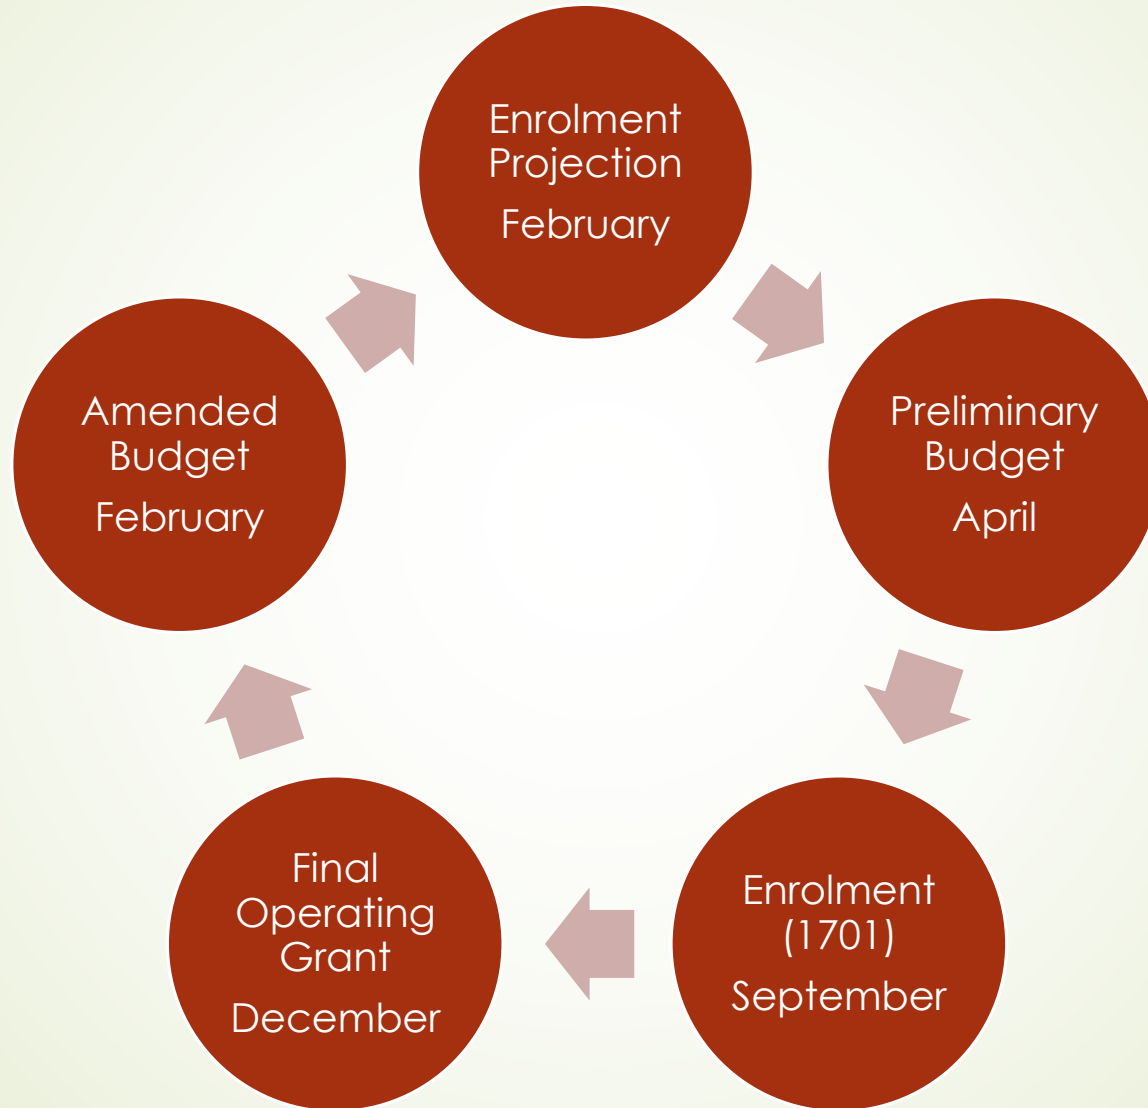 Enrolment
Projection
February
Preliminary
Budget
April
Enrolment
(1701)
September
Final
Operating
Grant
December
Amended
Budget
February